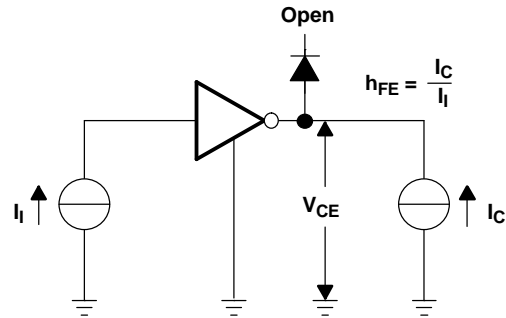 Open
hFE = IC / II
II
VCE
IC